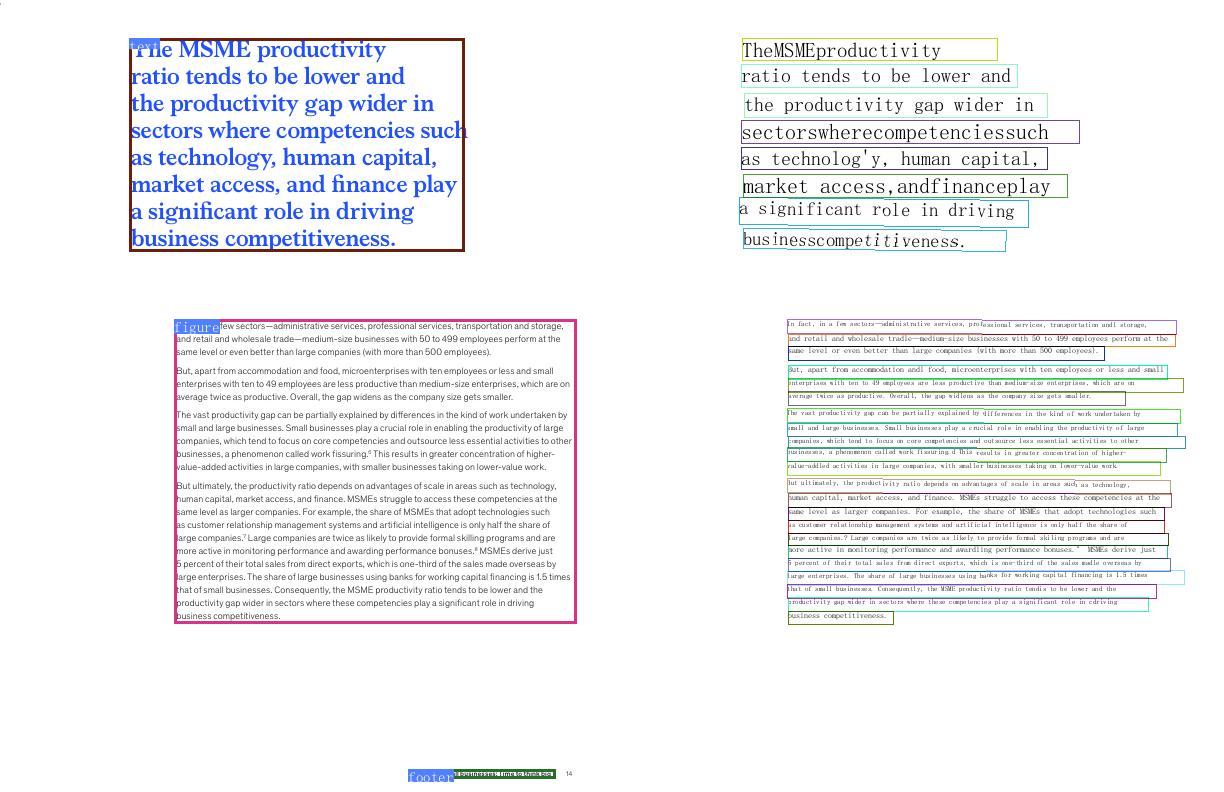 text
The MSME productivity
ratio tends to be lower and
the productivity gap wider in
sectors where competencies such
as technology, human capital,
market access, and finance play
a significant role in driving
business competitiveness.
TheMSMEproductivity
ratio tends to be lower and
the productivity gap wider in
sectorswherecompetenciessuch
as technolog'y, human capital,
market access,andfinanceplay
a significant role in driving
businesscompetitiveness.
figure few sectors—administrative services, professional services, transportation and storage,
and retail and wholesale trade—medium-size businesses with 50 to 499 employees perform at the
same level or even better than large companies (with more than 500 employees).
But, apart from accommodation and food, microenterprises with ten employees or less and small
enterprises with ten to 49 employees are less productive than medium-size enterprises, which are on
average twice as productive. Overall, the gap widens as the company size gets smaller.
The vast productivity gap can be partially explained by differences in the kind of work undertaken by
small and large businesses. Small businesses play a crucial role in enabling the productivity of large
companies, which tend to focus on core competencies and outsource less essential activities to other
businesses, a phenomenon called work fissuring.⁶ This results in greater concentration of higher-
value-added activities in large companies, with smaller businesses taking on lower-value work.
But ultimately, the productivity ratio depends on advantages of scale in areas such as technology,
human capital, market access, and finance. MSMEs struggle to access these competencies at the
same level as larger companies. For example, the share of MSMEs that adopt technologies such
as customer relationship management systems and artificial intelligence is only half the share of
large companies.⁷ Large companies are twice as likely to provide formal skilling programs and are
more active in monitoring performance and awarding performance bonuses.⁸ MSMEs derive just
5 percent of their total sales from direct exports, which is one-third of the sales made overseas by
large enterprises. The share of large businesses using banks for working capital financing is 1.5 times
that of small businesses. Consequently, the MSME productivity ratio tends to be lower and the
productivity gap wider in sectors where these competencies play a significant role in driving
business competitiveness.
In fact, in a few sectors—administrative services, professional services, transportationandl storage,
and retail and wholesale tradle—medium-size businesses with 50 to 499 employees perform at the
same level or even better than large companies (with more than 500 employees).
But, apart from accommodation andl food, microenterprises with ten employees or less and small
enterprises with ten to 49 employees are less productive than medium-size enterprises, which are on
average twice as productive. Overall, the gap widlens as the company size gets smaller.
The vast productivity gap can be partially explained by differences in the kind of work undertaken by
small and large businesses. Small businesses play a crucial role in enabling the productivity of large
companies, which tend to focus on core competencies and outsource less essential activities to other
businesses, a phenomenon called work fissuring.d This results in greater concentration of higher-
value-addled activities in large companies, with smaller businesses taking on lower-value work.
but ultimately, the productivity ratio depends on advantages of scale in areas such as technology,
human capital, market access, and finance. MSMEs struggle to access these competencies at the
same level as larger companies. For example, the share of MSMEs that adopt technologies such
as customer relationship management systems and artificial intelligence is only half the share of
large companies.? Large companies are twice as likely to provide formal skilling programs and are
more active in monitoring performance and awardling performance bonuses." MSMEs derive just
5 percent of their total sales from direct exports, which is one-third of the sales madle overseas by
large enterprises. The share of large businesses using banks for working capital financing is 1.5 times
that of small businesses. Consequently, the MSME productivity ratio tendis to be lower and the
productivity gap wider in sectors where these competencies play a significant role in cdriving
business competitiveness.
footer businesses: Time to think big 14